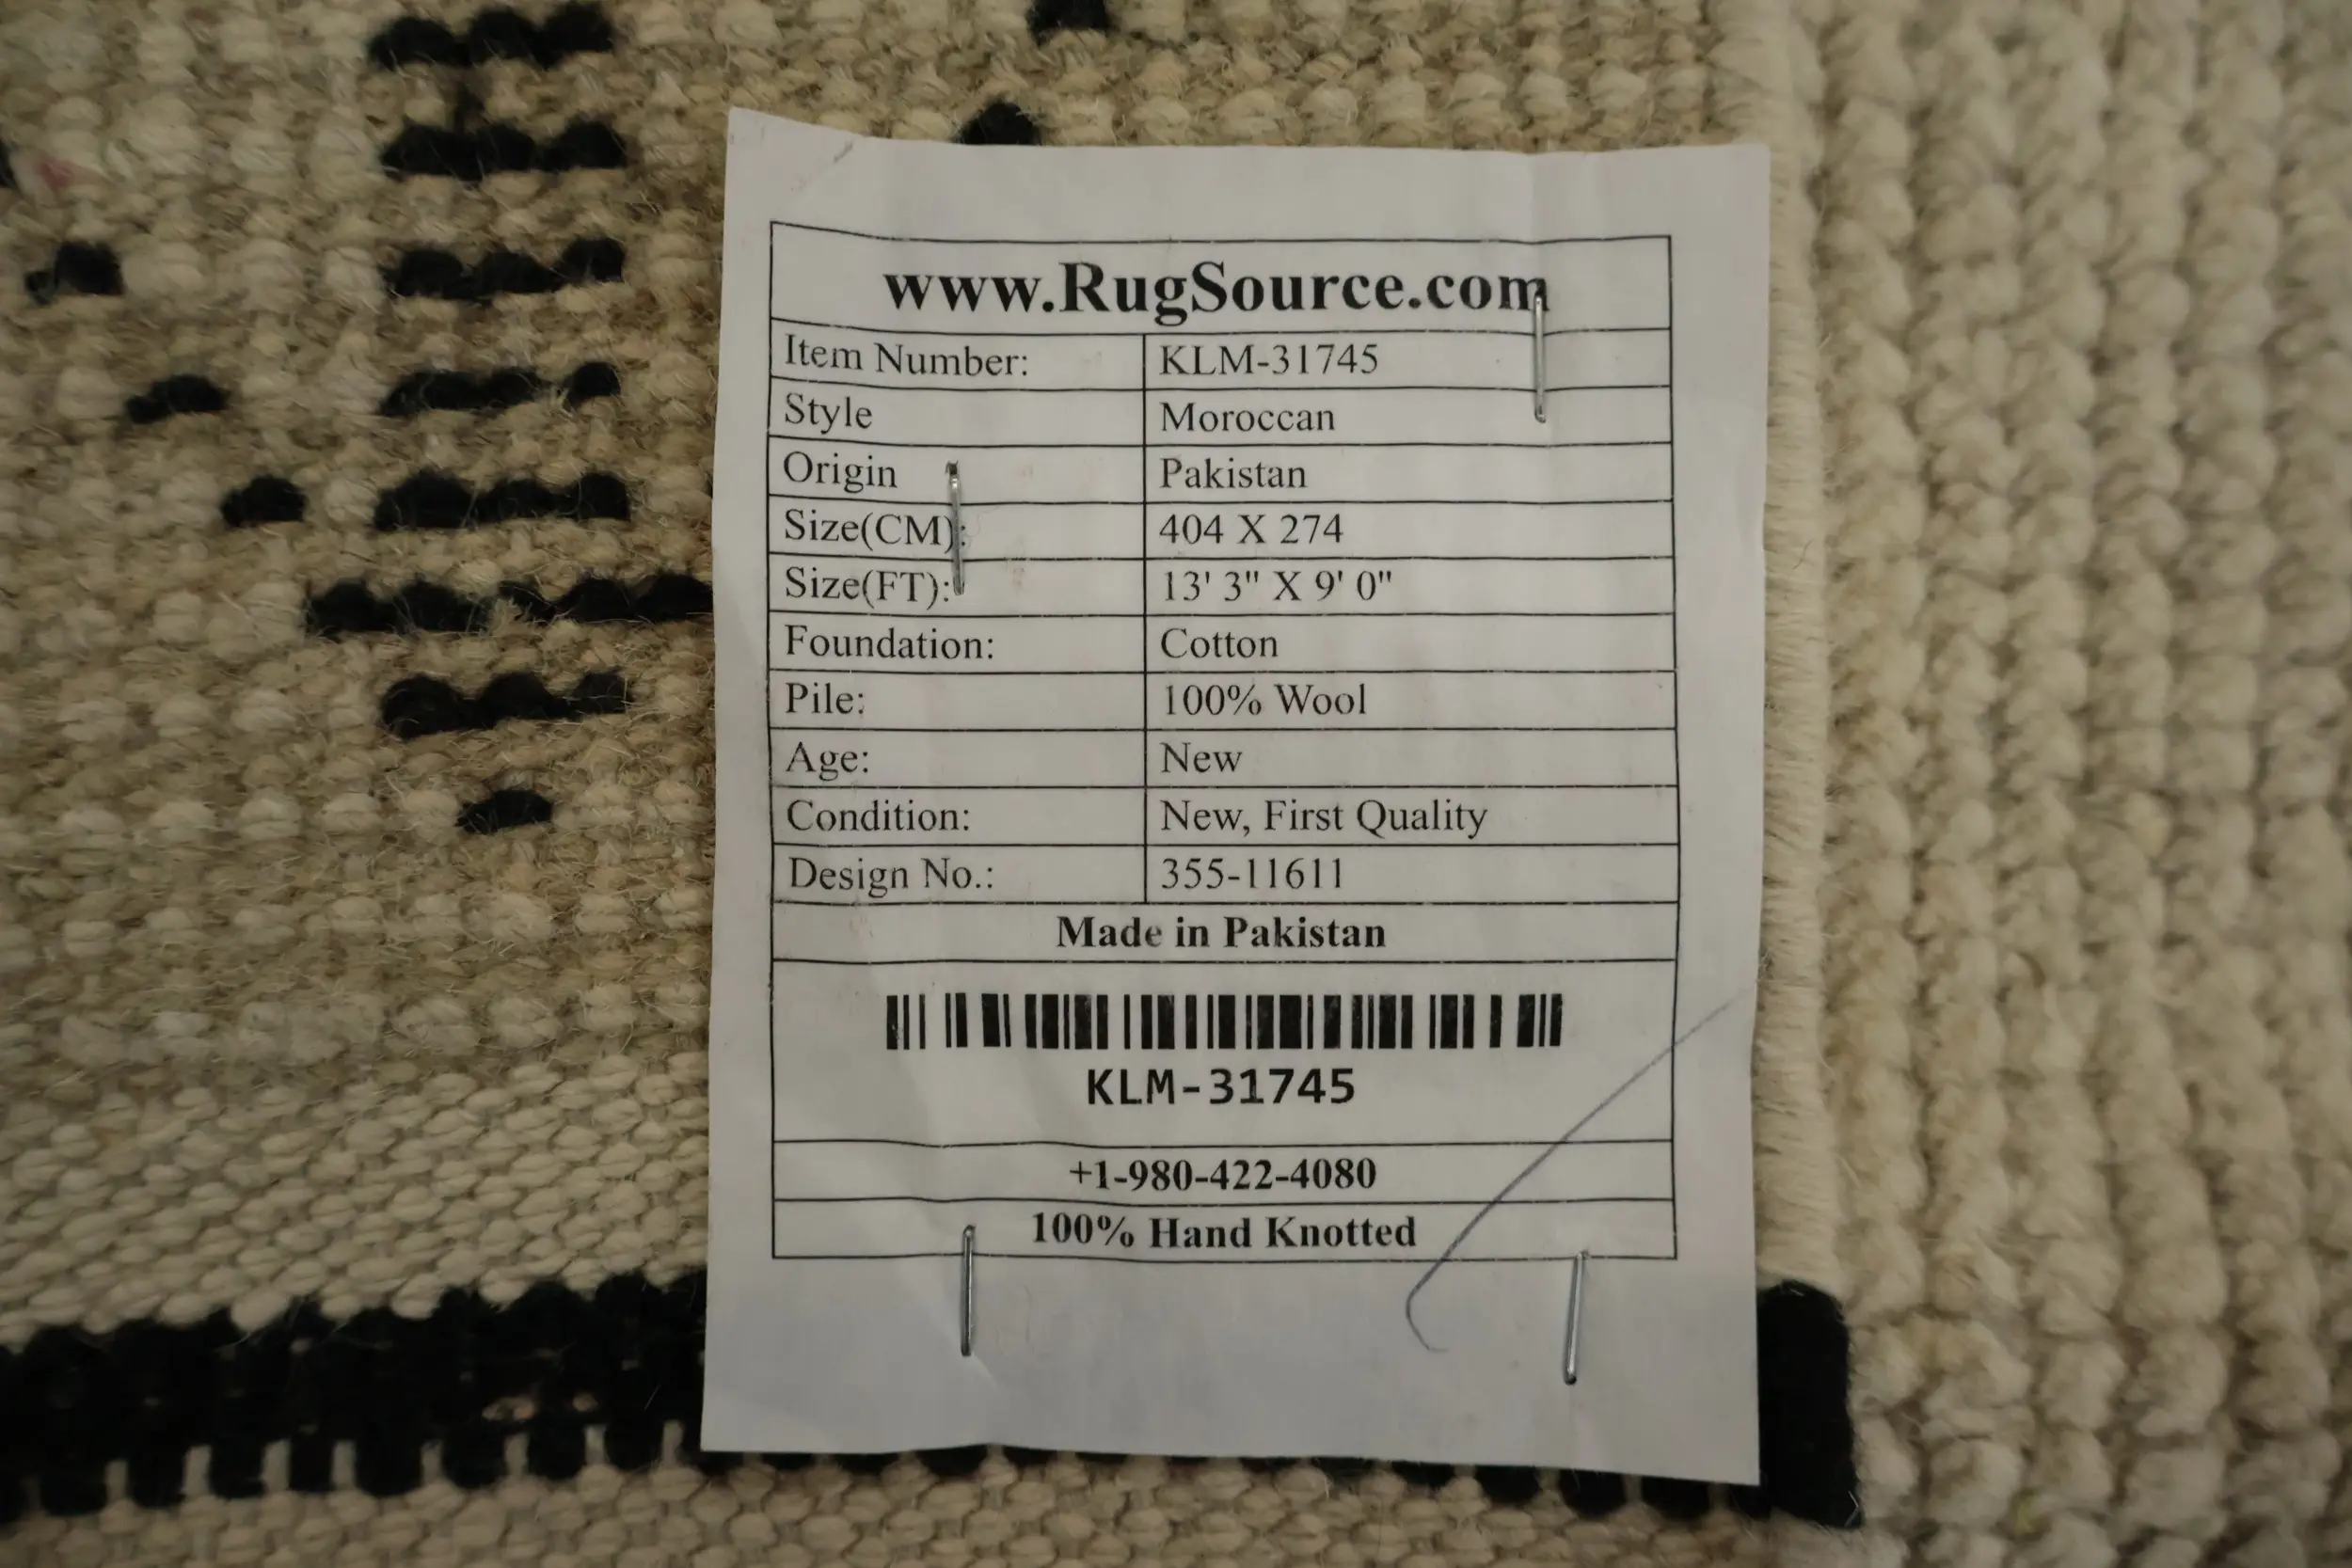 www.RugSource.com
Item Number: KLM-31745
Style Moroccan
Origin Pakistan
Size(CM): 404 X 274
Size(FT): 13' 3" X 9' 0"
Foundation: Cotton
Pile: 100% Wool
Age: New
Condition: New, First Quality
Design No.: 355-11611
Made in Pakistan
KLM-31745
+1-980-422-4080
100% Hand Knotted